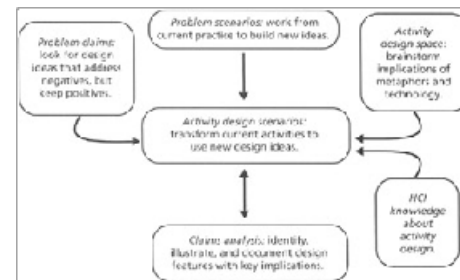 Problem scenarios: work from
current practice to build new ideas.
Problem claims:
look for design
ideas that address
negatives, but
keep positives.
Activity
design space:
brainstorm
implications of
metaphors and
technology.
Activity design scenarios:
transform current activities to
use new design ideas.
HCI
knowledge
about activity
design.
Claims analysis: identify,
illustrate, and document design
features with key implications.